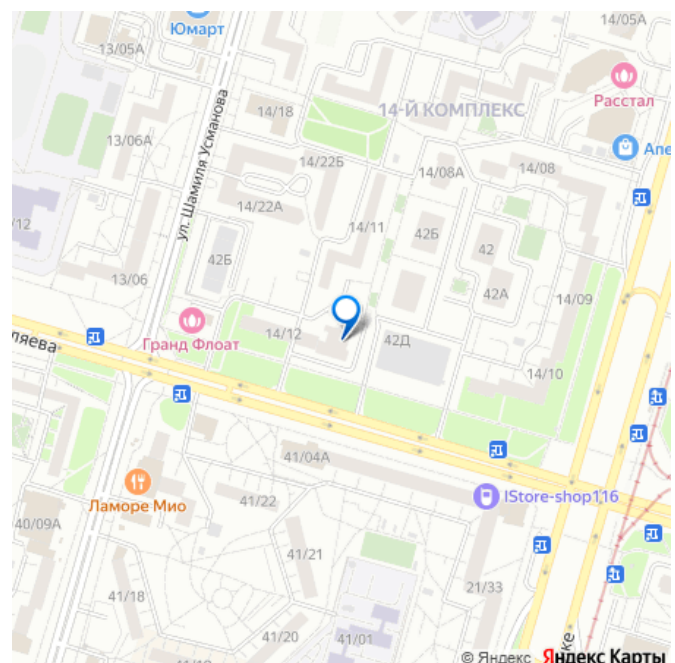 14/05А
Юмарт
13/05А
Расстал
14/18
14-Й КОМПЛЕКС
13/06А
ул. Шамиля Усманова
14/22Б
14/08А
14/08
Апе
14/22А
/12
14/11
42Б
42
42Б
13/06
42А
14/09
14/12
Гранд Флоат
42Д
ляева
14/10
41/04А
Ламоре Мио
41/22
IStore-shop116
40/09А
41/21
21/33
41/18
41/20
41/01
ке
© Яндекс Яндекс Карты